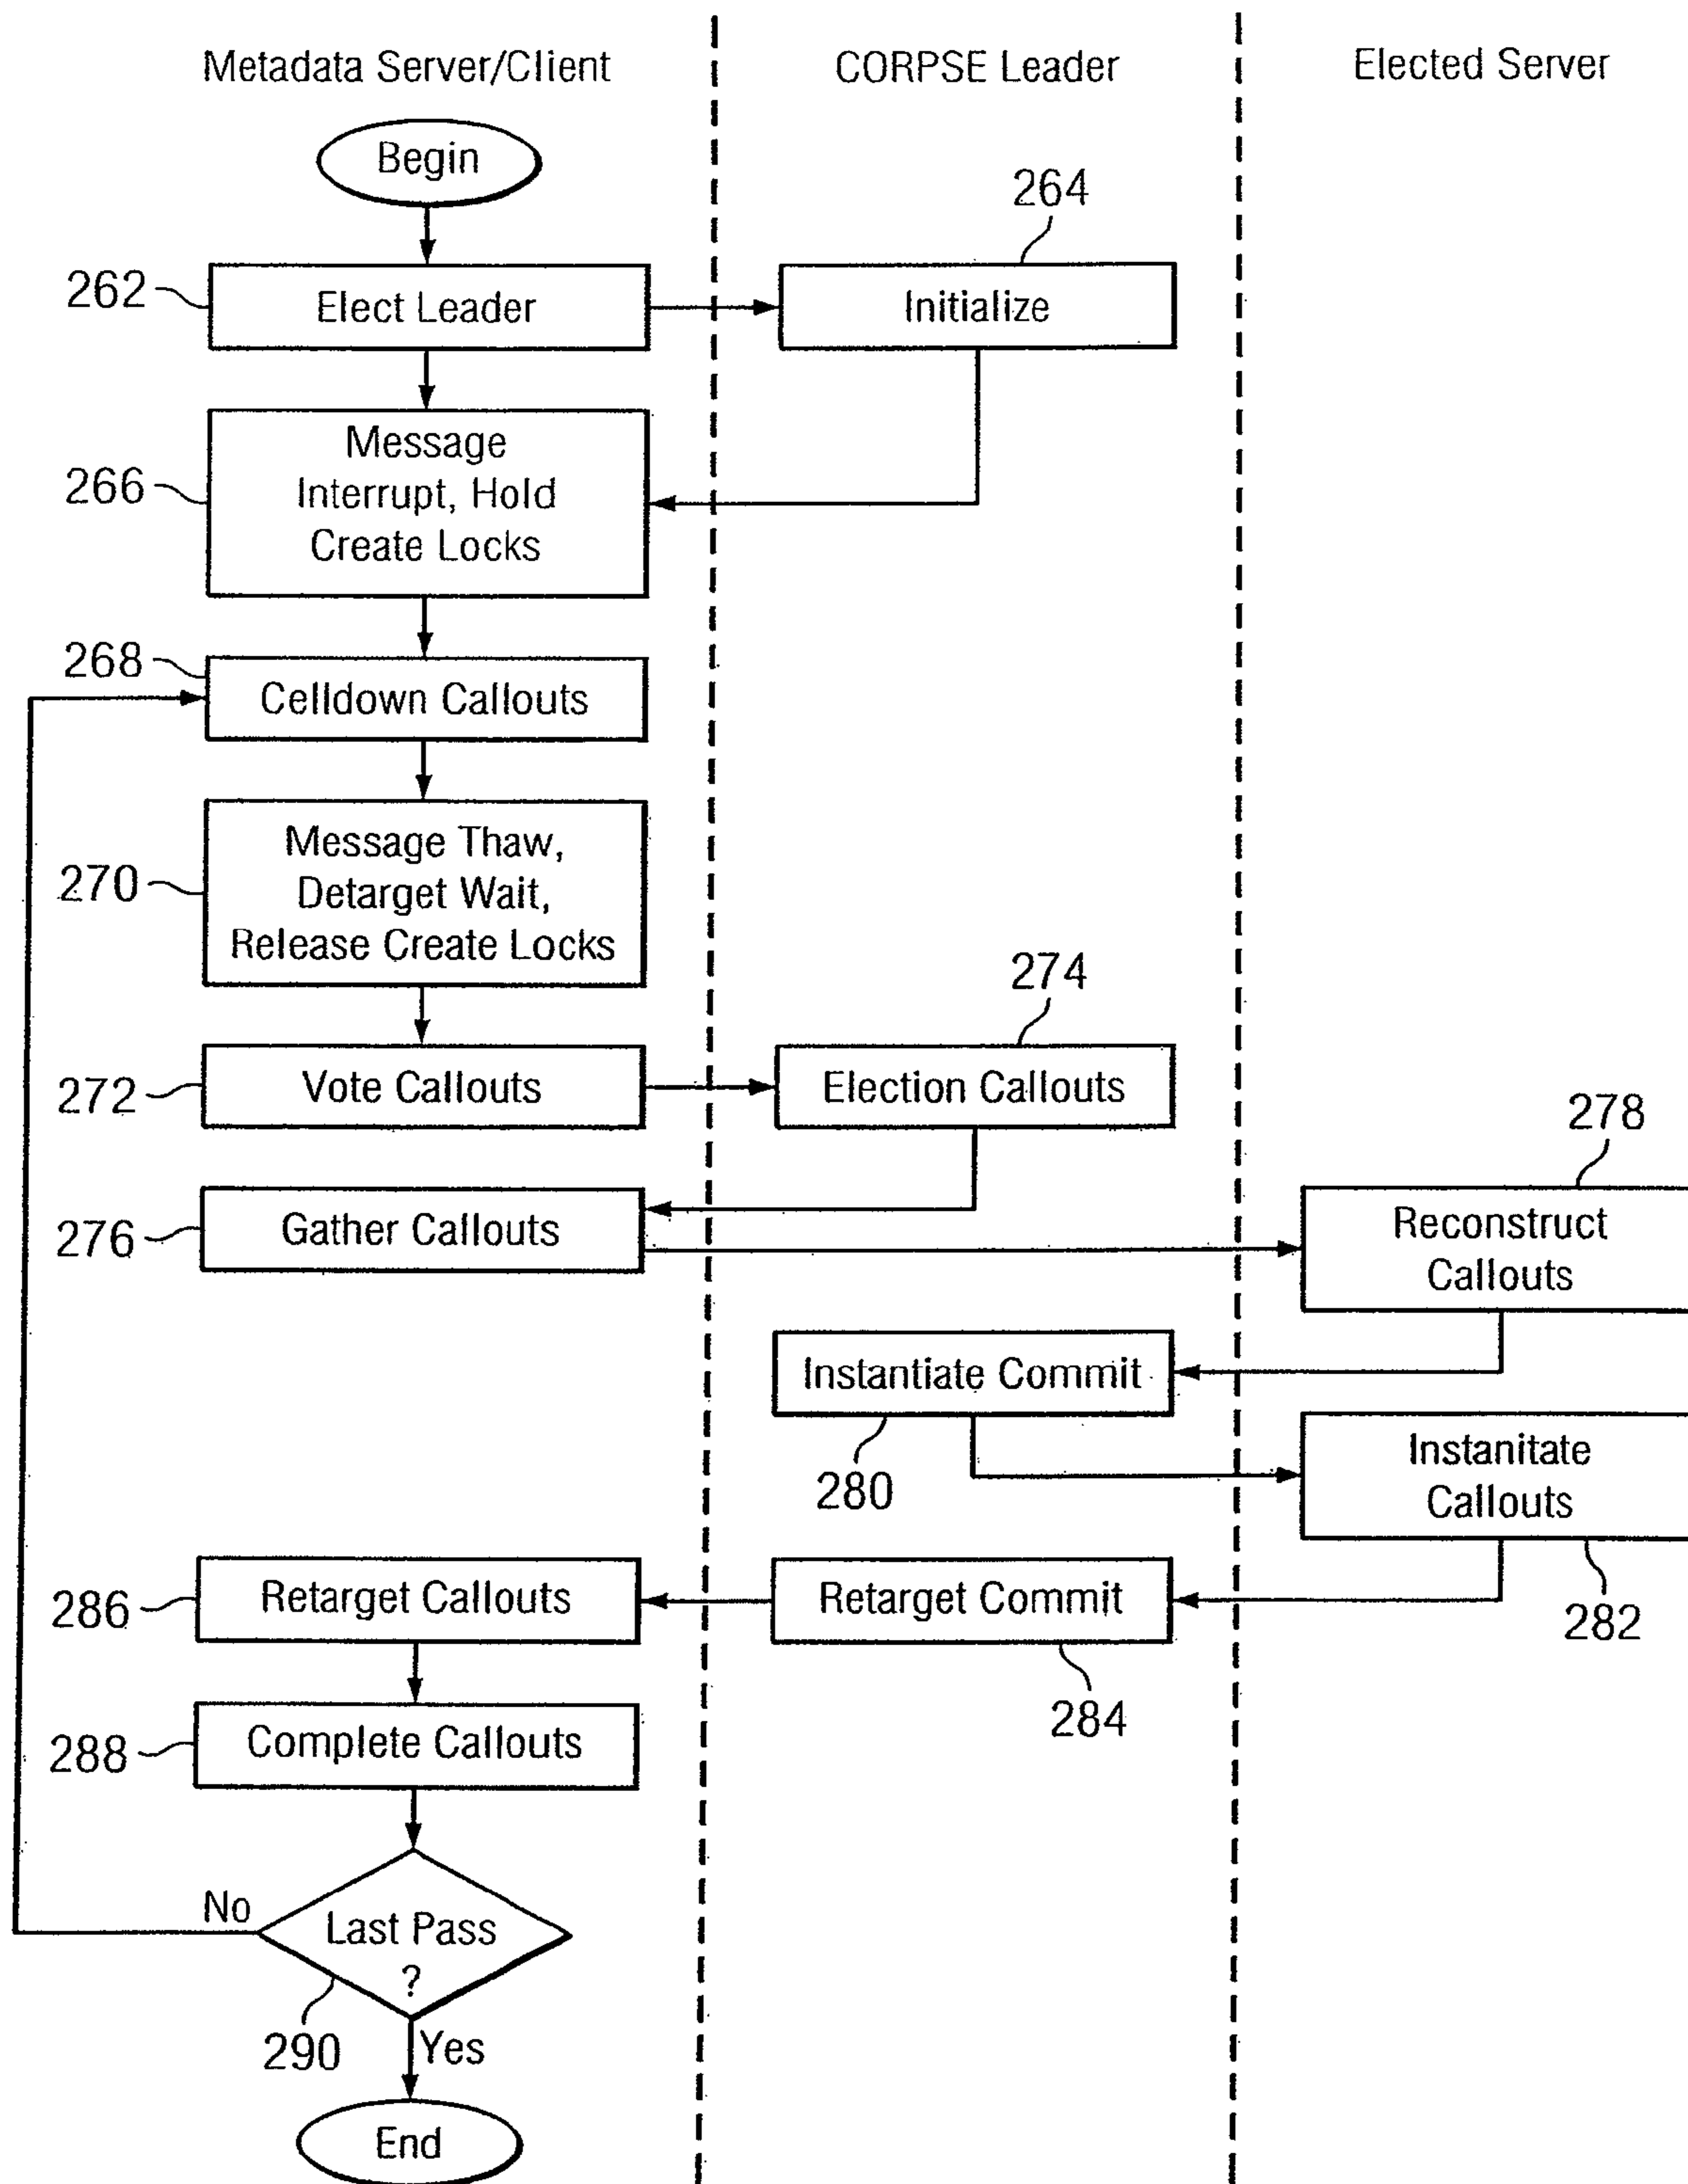 Metadata Server/Client
CORPSE Leader
Elected Server
Begin
264
262
Elect Leader
Initialize
Message
Interrupt, Hold
Create Locks
266
268
Celldown Callouts
Message Thaw,
Detarget Wait,
Release Create Locks
270
274
272
Vote Callouts
Election Callouts
278
276
Gather Callouts
Reconstruct
Callouts
Instantiate Commit
280
Instanitate
Callouts
282
286
Retarget Callouts
Retarget Commit
284
288
Complete Callouts
No
Last Pass
?
290
Yes
End